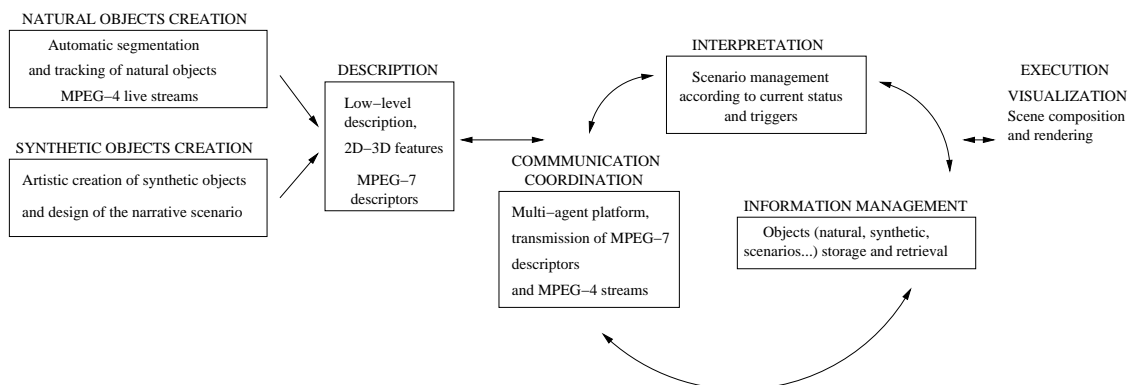 NATURAL OBJECTS CREATION
Automatic segmentation
and tracking of natural objects
MPEG−4 live streams
SYNTHETIC OBJECTS CREATION
Artistic creation of synthetic objects
and design of the narrative scenario
DESCRIPTION
Low−level
description,
2D−3D features
MPEG−7
descriptors
COMMMUNICATION
COORDINATION
Multi−agent platform,
transmission of MPEG−7
descriptors
and MPEG−4 streams
INTERPRETATION
Scenario management
according to current status
and triggers
INFORMATION MANAGEMENT
Objects (natural, synthetic,
scenarios...) storage and retrieval
EXECUTION
VISUALIZATION
Scene composition
and rendering